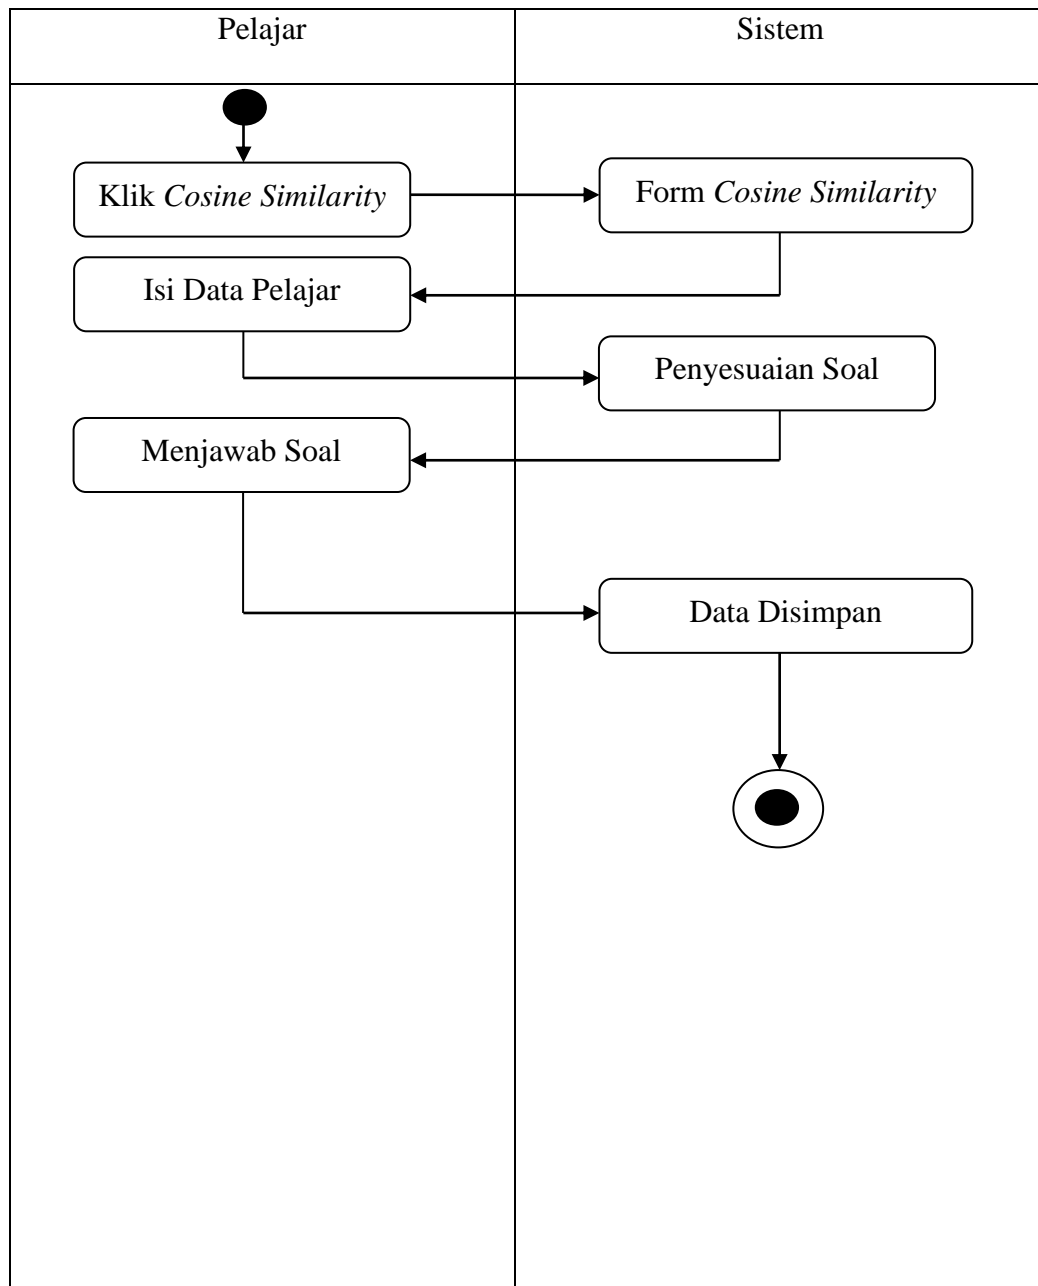 Pelajar
Sistem
Klik Cosine Similarity
Form Cosine Similarity
Isi Data Pelajar
Penyesuaian Soal
Menjawab Soal
Data Disimpan